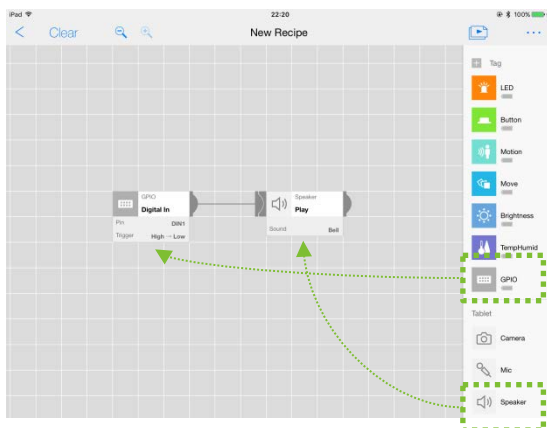 iPad 22:20 100%
Clear New Recipe ...
Tag
LED
Button
Motion
Move
Brightness
TempHumid
GPIO
Tablet
Camera
Mic
Speaker
GPIO
Digital In
Pin DIN1
Trigger High → Low
Speaker
Play
Sound Bell